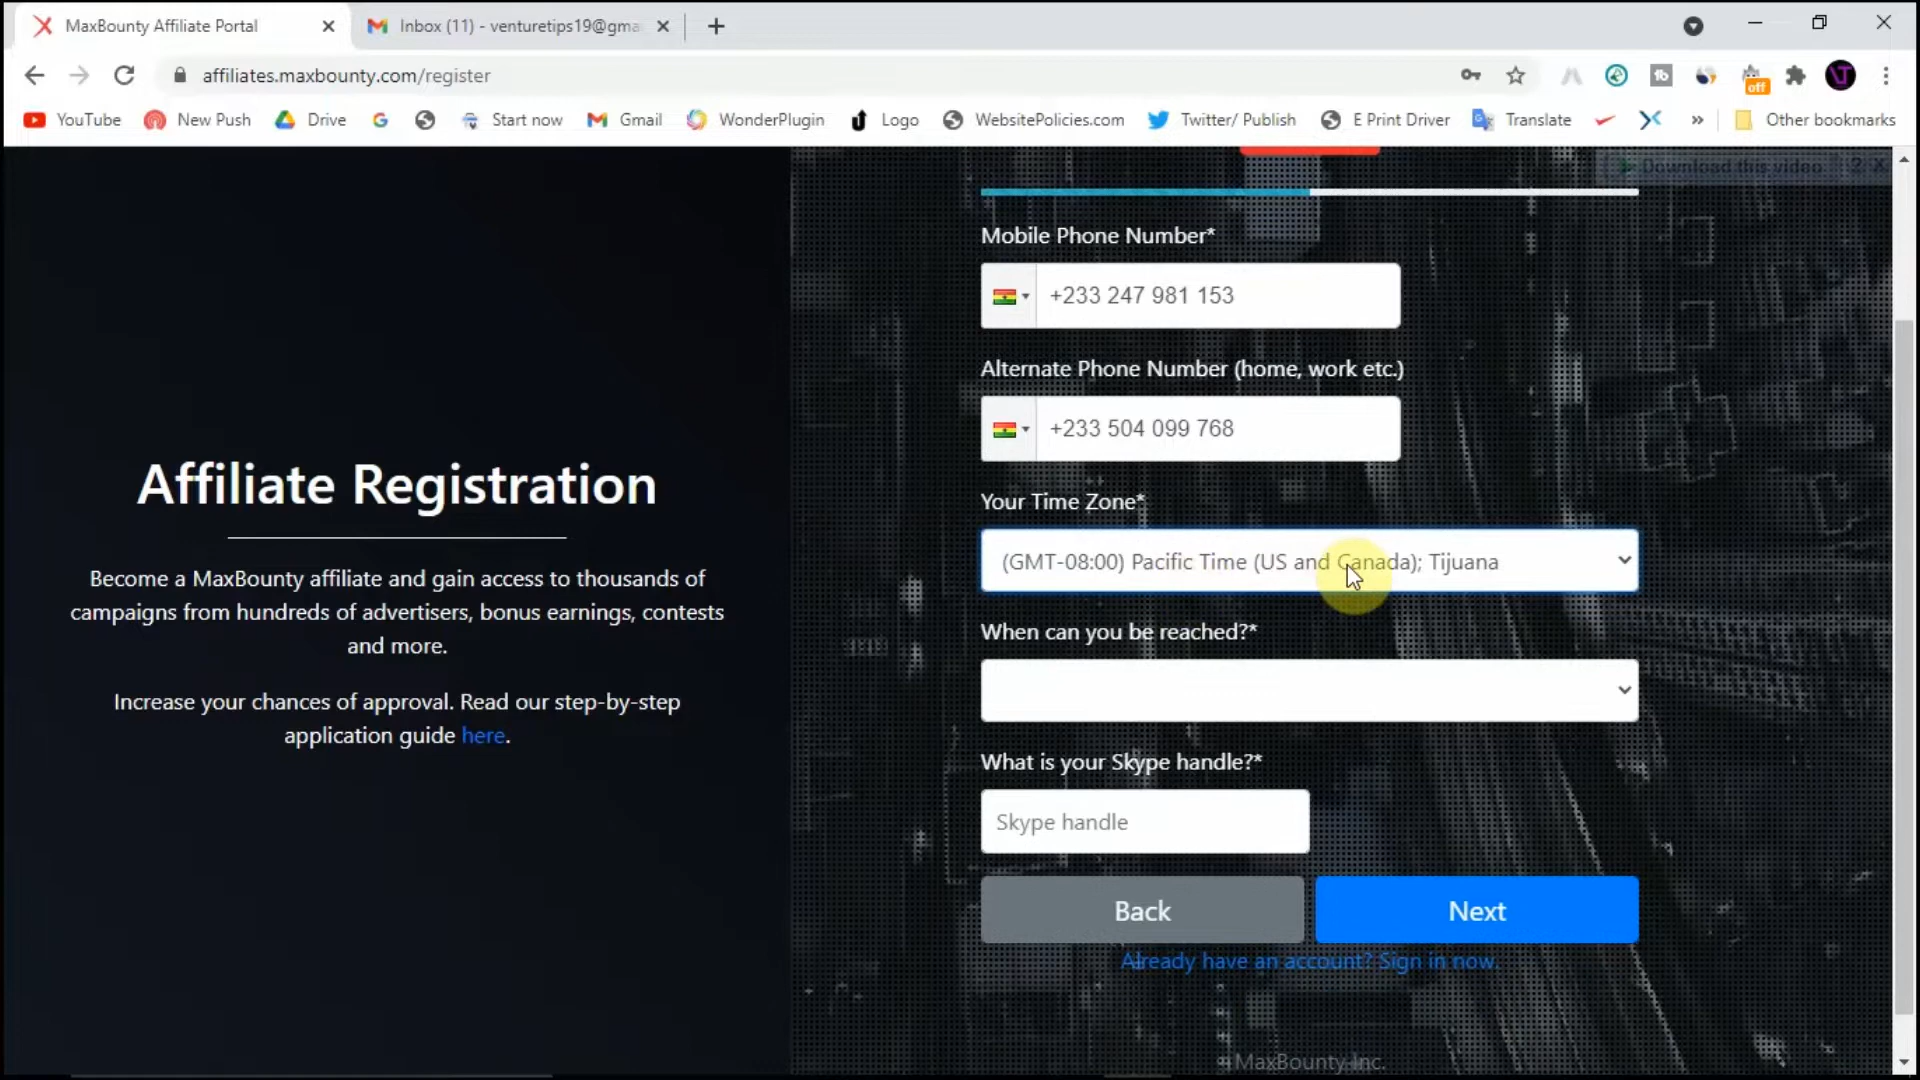 MaxBounty Affiliate Portal
Inbox (11) - venturetips19@gma
affiliates.maxbounty.com/register
off
YouTube
New Push
Drive
Start now
Gmail
WonderPlugin
Logo
WebsitePolicies.com
Twitter/ Publish
E Print Driver
Translate
Other bookmarks
Download this video
? X
Mobile Phone Number*
+233 247 981 153
Alternate Phone Number (home, work etc.)
+233 504 099 768
Your Time Zone*
(GMT-08:00) Pacific Time (US and Canada); Tijuana
When can you be reached?*
What is your Skype handle?*
Skype handle
Back
Next
Already have an account? Sign in now.
MaxBounty Inc.
Affiliate Registration
Become a MaxBounty affiliate and gain access to thousands of
campaigns from hundreds of advertisers, bonus earnings, contests
and more.
Increase your chances of approval. Read our step-by-step
application guide here.